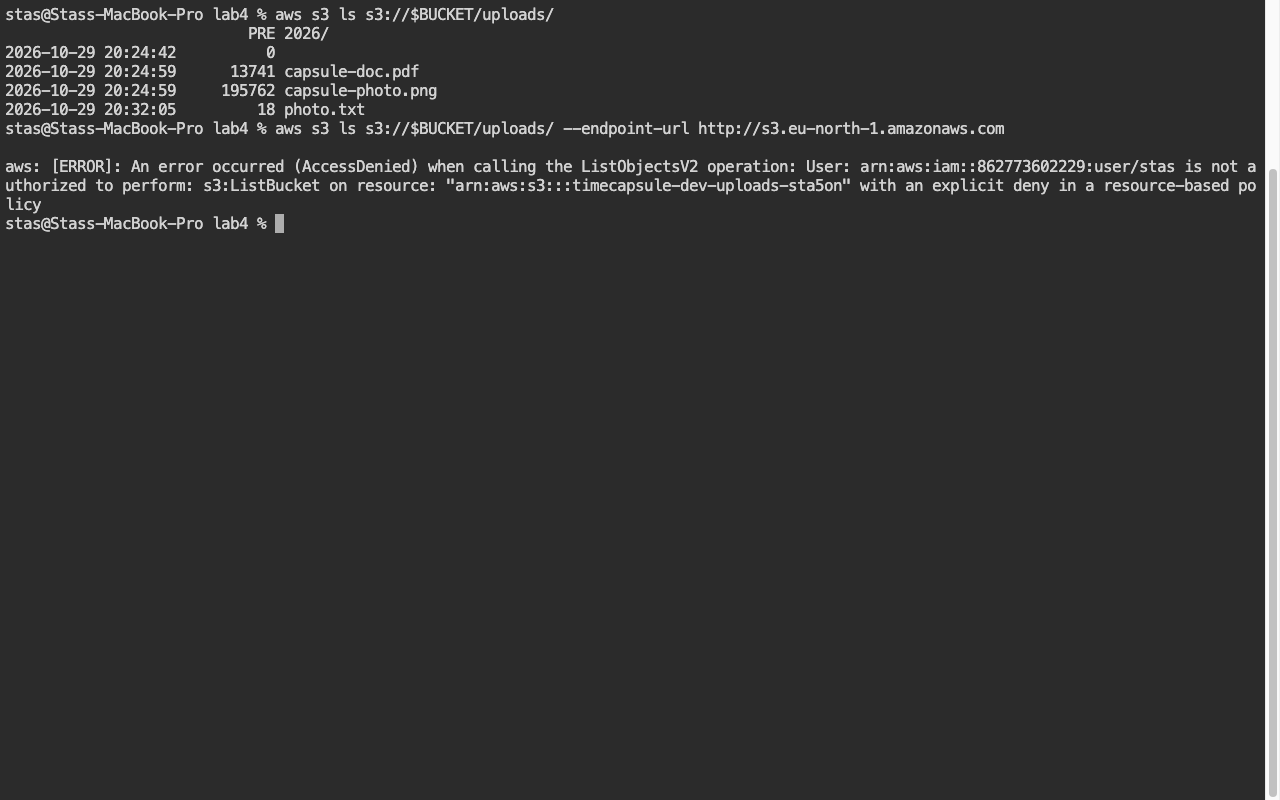 stas@Stass-MacBook-Pro lab4 % aws s3 ls s3://$BUCKET/uploads/
                           PRE 2026/
2026-10-29 20:24:42          0
2026-10-29 20:24:59      13741 capsule-doc.pdf
2026-10-29 20:24:59     195762 capsule-photo.png
2026-10-29 20:32:05         18 photo.txt
stas@Stass-MacBook-Pro lab4 % aws s3 ls s3://$BUCKET/uploads/ --endpoint-url http://s3.eu-north-1.amazonaws.com

aws: [ERROR]: An error occurred (AccessDenied) when calling the ListObjectsV2 operation: User: arn:aws:iam::862773602229:user/stas is not a
uthorized to perform: s3:ListBucket on resource: "arn:aws:s3:::timecapsule-dev-uploads-sta5on" with an explicit deny in a resource-based po
licy
stas@Stass-MacBook-Pro lab4 %